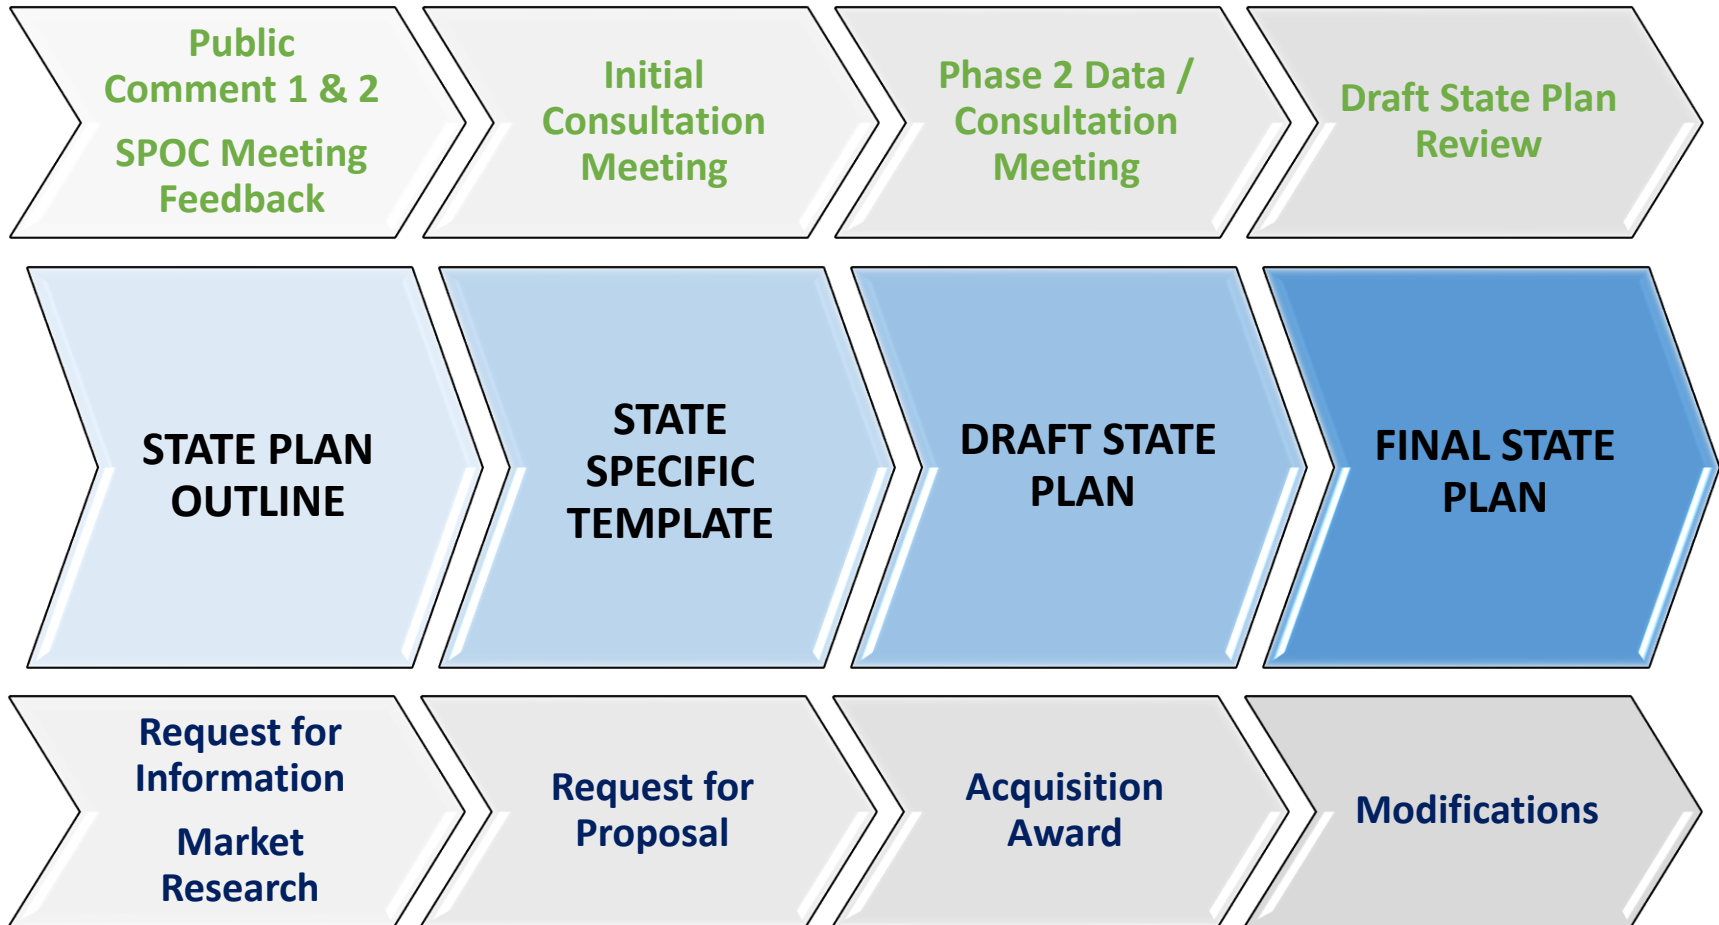 Public
Comment 1 & 2
SPOC Meeting
Feedback
Initial
Consultation
Meeting
Phase 2 Data /
Consultation
Meeting
Draft State Plan
Review
STATE PLAN
OUTLINE
STATE
SPECIFIC
TEMPLATE
DRAFT STATE
PLAN
FINAL STATE
PLAN
Request for
Information
Market
Research
Request for
Proposal
Acquisition
Award
Modifications